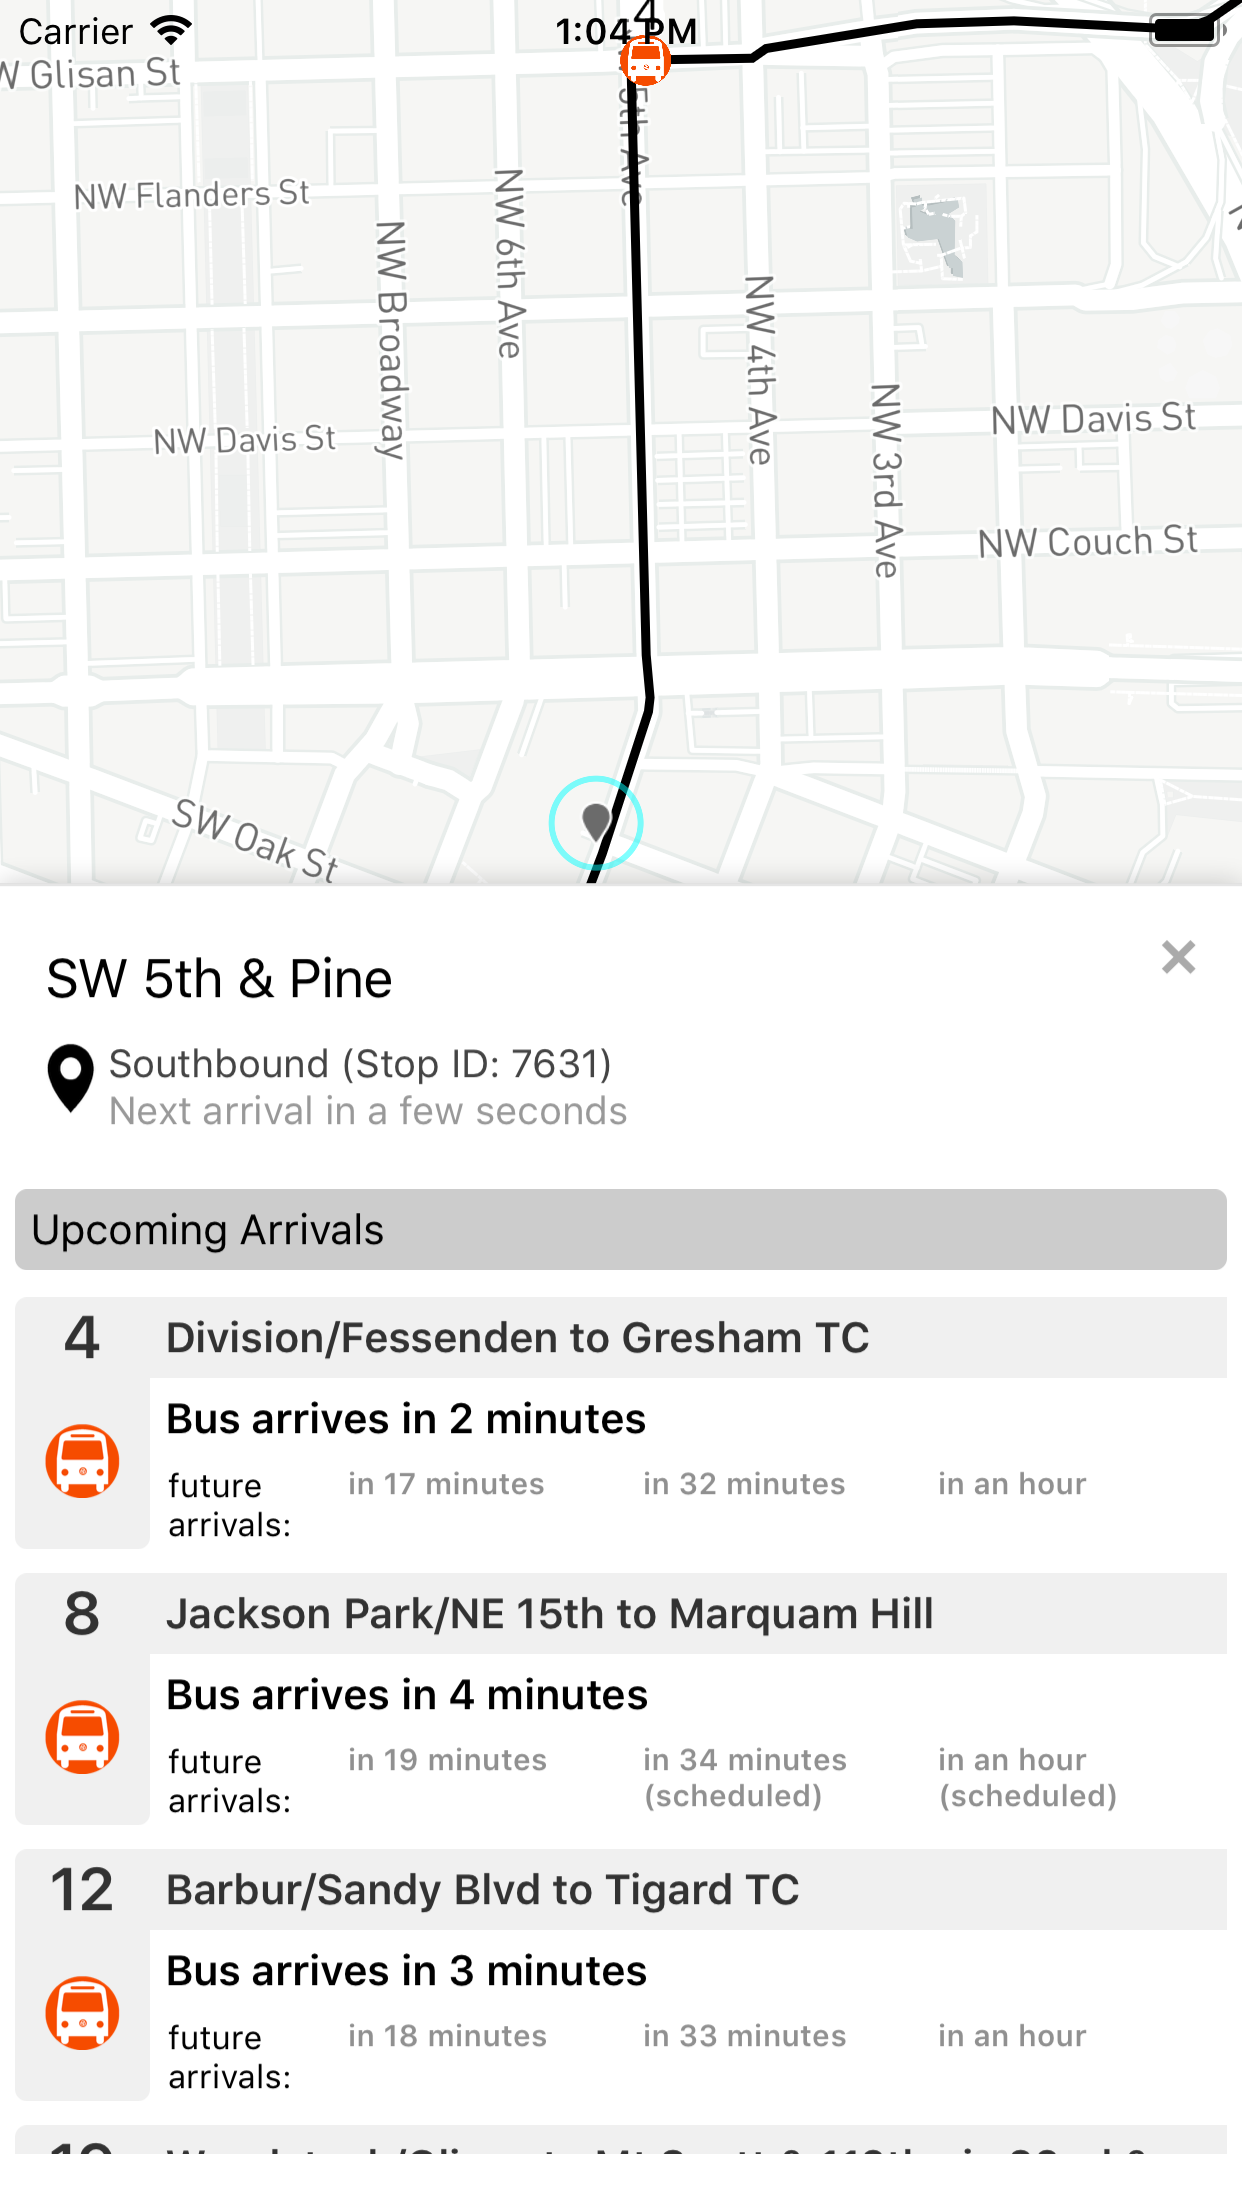 Carrier
1:04 PM
4
W Glisan St
5th Ave
NW Flanders St
NW 6th Ave
NW Broadway
NW 4th Ave
NW 3rd Ave
NW Davis St
NW Davis St
NW Couch St
SW Oak St
SW 5th & Pine
Southbound (Stop ID: 7631)
Next arrival in a few seconds
Upcoming Arrivals
4 Division/Fessenden to Gresham TC
Bus arrives in 2 minutes
future arrivals: in 17 minutes in 32 minutes in an hour
8 Jackson Park/NE 15th to Marquam Hill
Bus arrives in 4 minutes
future arrivals: in 19 minutes in 34 minutes (scheduled) in an hour (scheduled)
12 Barbur/Sandy Blvd to Tigard TC
Bus arrives in 3 minutes
future arrivals: in 18 minutes in 33 minutes in an hour